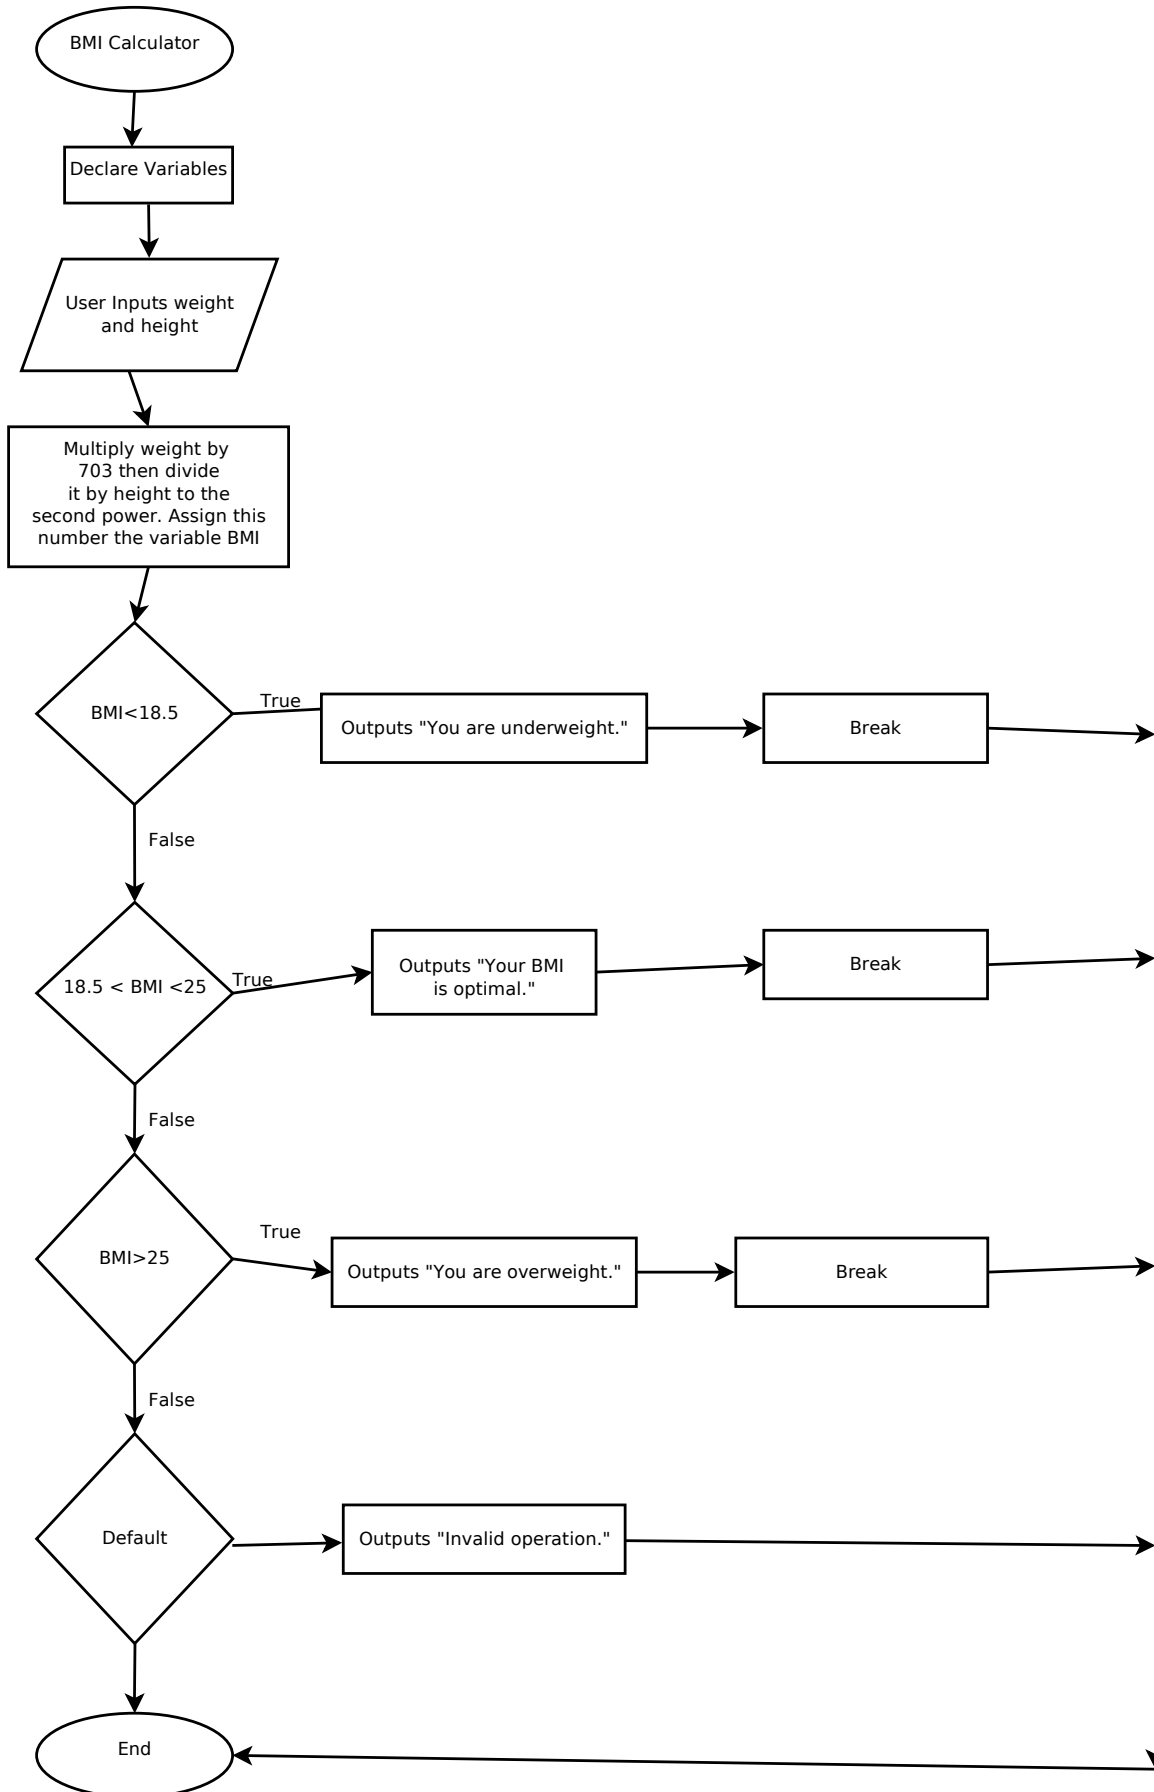 BMI Calculator
Declare Variables
User Inputs weight
and height
Multiply weight by
703 then divide
it by height to the
second power. Assign this
number the variable BMI
BMI<18.5
True
Outputs "You are underweight."
Break
False
18.5 < BMI <25
True
Outputs "Your BMI
is optimal."
Break
False
BMI>25
True
Outputs "You are overweight."
Break
False
Default
Outputs "Invalid operation."
End